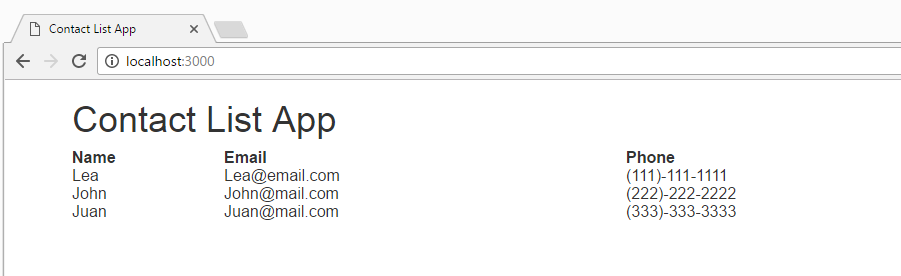 Contact List App
localhost:3000
Contact List App
Name Email Phone
Lea Lea@email.com (111)-111-1111
John John@mail.com (222)-222-2222
Juan Juan@mail.com (333)-333-3333